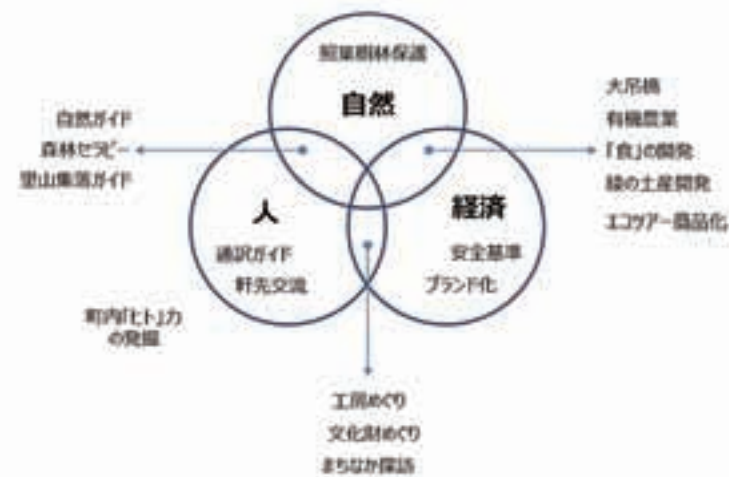 照葉樹林保護
自然
自然ガイド
森林セラピー
里山集落ガイド
大吊橋
有機農業
「食」の開発
綾の土産開発
エコツアー商品化
人
通訳ガイド
軒先交流
経済
安全基準
ブランド化
町内「ヒト」力
の発掘
工房めぐり
文化財めぐり
まちなか探訪